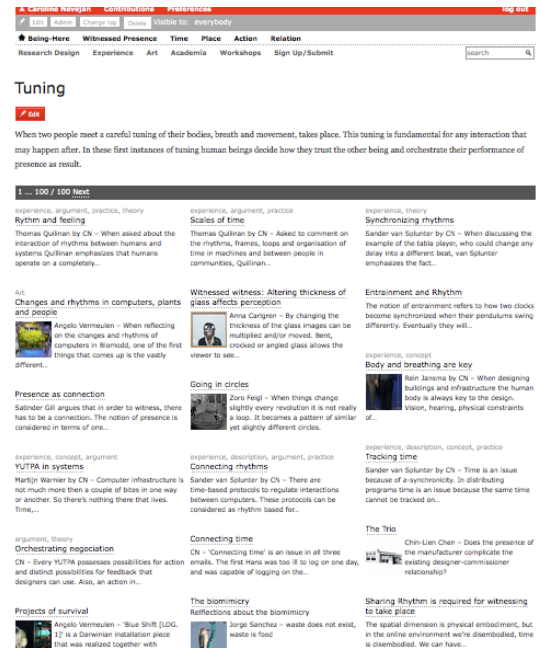 Caroline Nevejan Contributions Preferences log out
Edit Admin Change log Delete Visible to: everybody
Being-Here Witnessed Presence Time Place Action Relation
Research Design Experience Art Academia Workshops Sign Up/Submit search
Tuning
Edit
When two people meet a careful tuning of their bodies, breath and movement, takes place. This tuning is fundamental for any interaction that
may happen after. In these first instances of tuning human beings decide how they trust the other being and orchestrate their performance of
presence as result.
1 ... 100 / 100 Next
experience, argument, practice, theory
Rythm and feeling
Thomas Quillinan by CN – When asked about the
interaction of rhythms between humans and
systems Quillinan emphasizes that humans
operate on a completely...
experience, argument, practice
Scales of time
Thomas Quillinan by CN – Asked to comment on
the rhythms, frames, loops and organisation of
time in machines and between people in
communities, Quillinan...
experience, theory
Synchronizing rhythms
Sander van Splunter by CN – When discussing the
example of the tabla player, who could change any
delay into a different beat, van Splunter
emphasizes the fact...
Art
Changes and rhythms in computers, plants
and people
Angelo Vermeulen – When reflecting
on the changes and rhythms of
computers in Biomodd, one of the first
things that comes up is the vastly
different...
Witnessed witness: Altering thickness of
glass affects perception
Anna Carlgren – By changing the
thickness of the glass images can be
multiplied and/or moved. Bent,
crocked or angled glass allows the
viewer to see...
Entrainment and Rhythm
The notion of entrainment refers to how two clocks
become synchronized when their pendulums swing
differently. Eventually they will...
experience, concept
Body and breathing are key
Rein Jansma by CN – When designing
buildings and infrastructure the human
body is always key to the design.
Vision, hearing, physical constraints
of...
Presence as connection
Satinder Gill argues that in order to witness, there
has to be a connection. The notion of presence is
considered in terms of one...
Going in circles
Zoro Feigl – When things change
slightly every revolution it is not really
a loop. It becomes a pattern of similar
yet slightly different circles.
experience, concept, argument
YUTPA in systems
Martijn Warnier by CN – Computer infrastructure is
not much more then a couple of bites in one way
or another. So there's nothing there that lives.
Time,...
experience, description, argument, practice
Connecting rhythms
Sander van Splunter by CN – There are
time-based protocols to regulate interactions
between computers. These protocols can be
considered as rhythm based for...
experience, description, concept, practice
Tracking time
Sander van Splunter by CN – Time is an issue
because of a-synchronicity. In distributing
programs time is an issue because the same time
cannot be tracked on...
argument, theory
Orchestrating negociation
CN – Every YUTPA possesses possibilities for action
and distinct possibilities for feedback that
designers can use. Also, an action in...
Connecting time
CN – 'Connecting time' is an issue in all three
emails. The first Hans was too ill to log on one day,
and was capable of logging on the...
The Trio
Chin-Lien Chen – Does the presence of
the manufacturer complicate the
existing designer-commissioner
relationship?
Projects of survival
Angelo Vermeulen – 'Blue Shift [LOG.
1]' is a Darwinian installation piece
that was realized together with
The biomimicry
Relflections about the biomimicry
Jorge Sanchez – waste does not exist,
waste is food
Sharing Rhythm is required for witnessing
to take place
The spatial dimension is physical embodiment, but
in the online environment we're disembodied, time
is disembodied. We can have...